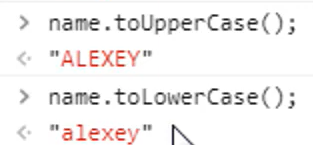 > name.toUpperCase();
< "ALEXEY"
> name.toLowerCase();
< "alexey"